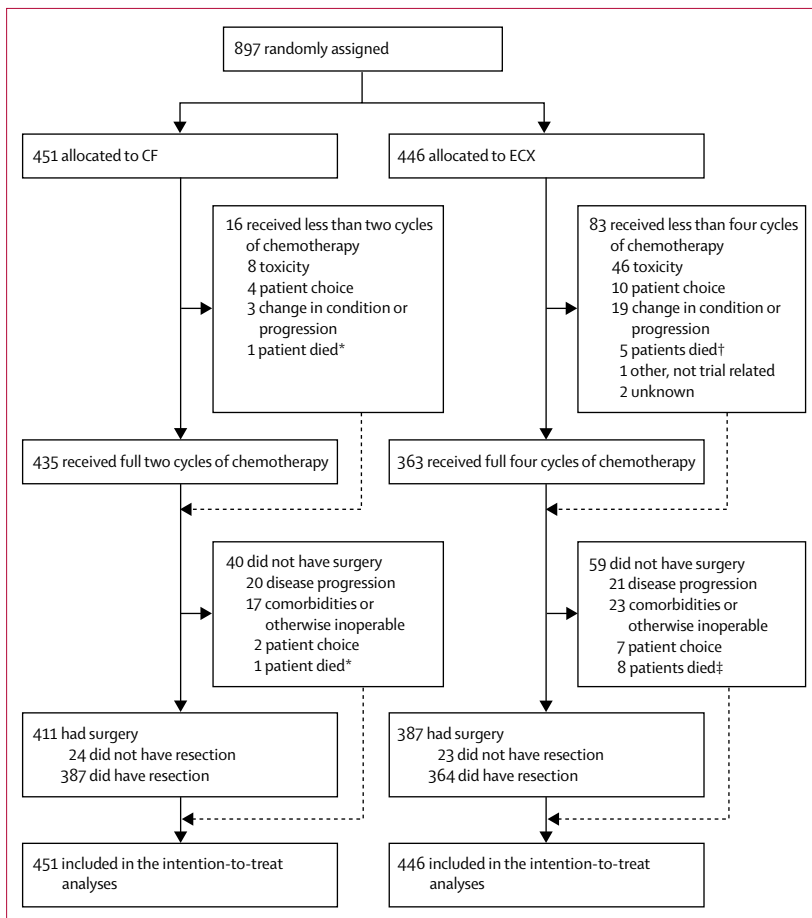 897 randomly assigned
451 allocated to CF
446 allocated to ECX
16 received less than two cycles
of chemotherapy
8 toxicity
4 patient choice
3 change in condition or
progression
1 patient died*
83 received less than four cycles
of chemotherapy
46 toxicity
10 patient choice
19 change in condition or
progression
5 patients died†
1 other, not trial related
2 unknown
435 received full two cycles of chemotherapy
363 received full four cycles of chemotherapy
40 did not have surgery
20 disease progression
17 comorbidities or
otherwise inoperable
2 patient choice
1 patient died*
59 did not have surgery
21 disease progression
23 comorbidities or
otherwise inoperable
7 patient choice
8 patients died‡
411 had surgery
24 did not have resection
387 did have resection
387 had surgery
23 did not have resection
364 did have resection
451 included in the intention-to-treat
analyses
446 included in the intention-to-treat
analyses